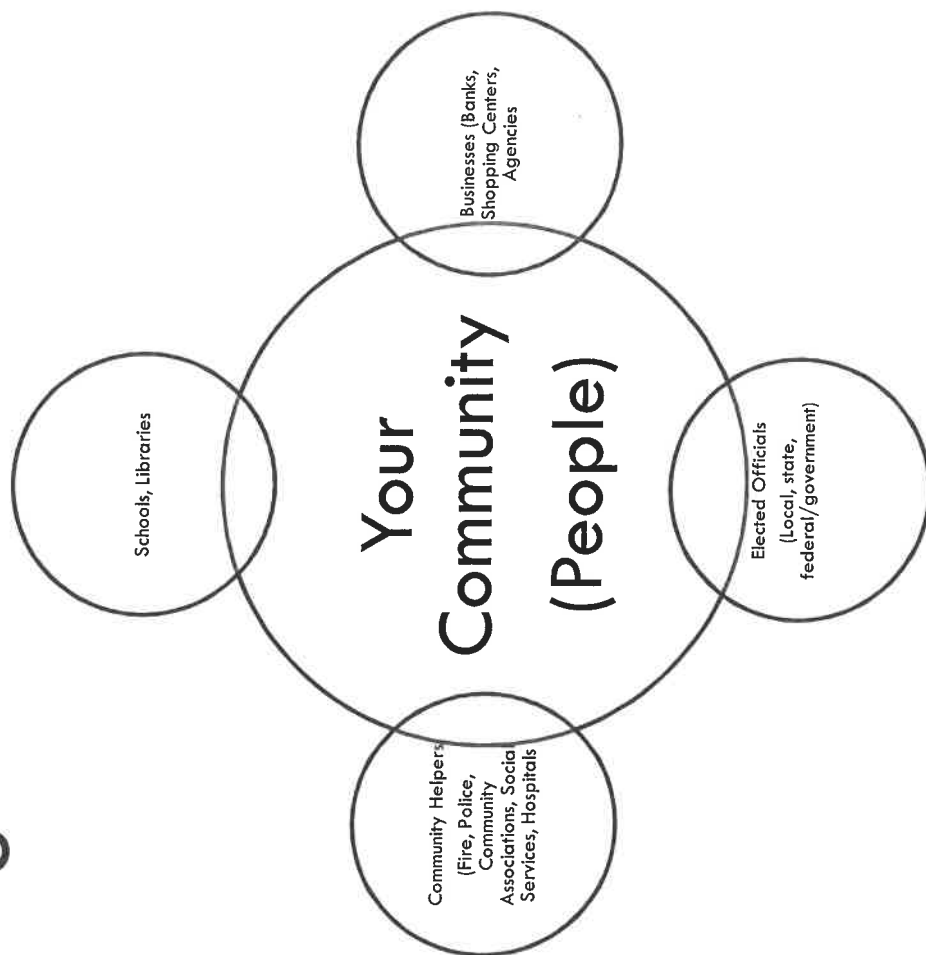 Community Helpers
(Fire, Police,
Community
Associations, Social
Services, Hospitals
Elected Officials
(Local, state,
federal/government)
Your
Community
(People)
Schools, Libraries
Businesses (Banks,
Shopping Centers,
Agencies